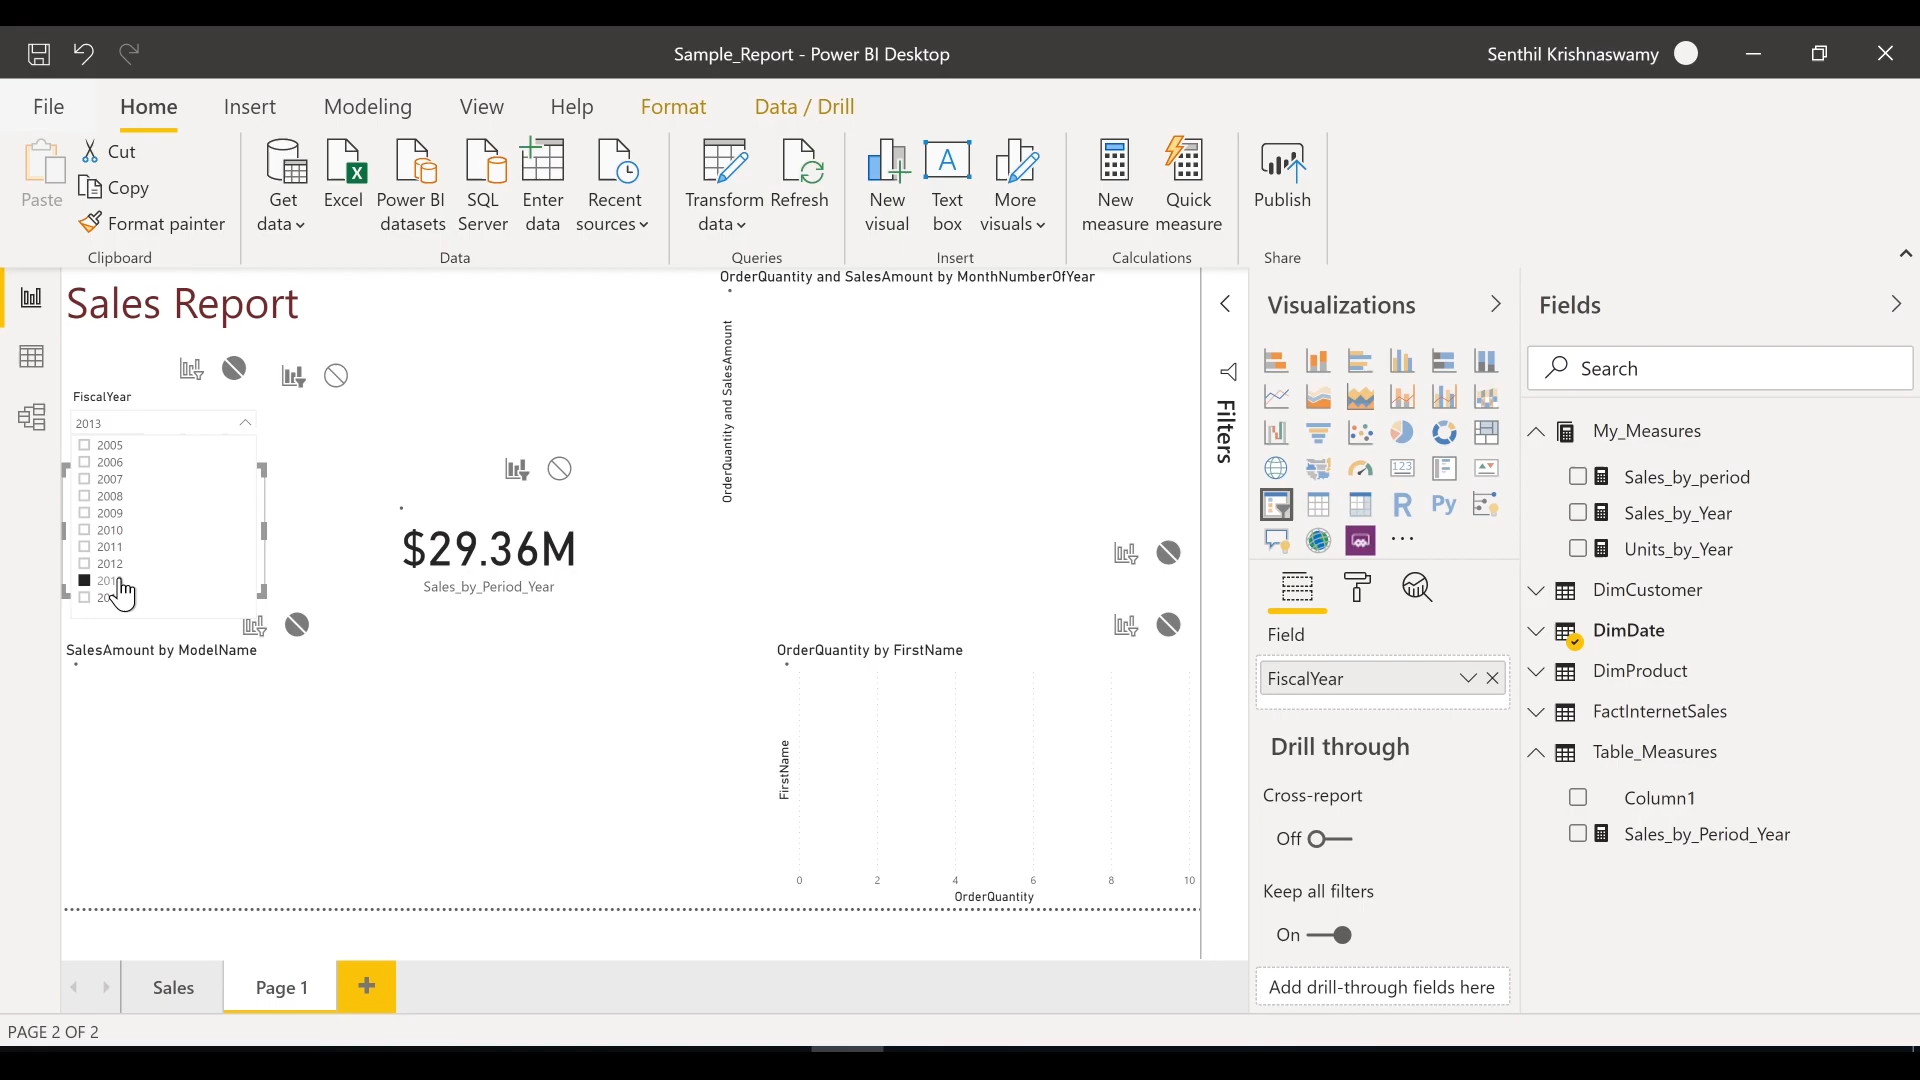 Sample_Report - Power BI Desktop
Senthil Krishnaswamy
File Home Insert Modeling View Help Format Data / Drill
Paste
Cut
Copy
Format painter
Clipboard
Get data
Excel
Power BI datasets
SQL Server
Enter data
Recent sources
Data
Transform data
Refresh
Queries
New visual
A
Text box
More visuals
Insert
New measure
Quick measure
Calculations
Publish
Share
Sales Report
FiscalYear
2013
2005
2006
2007
2008
2009
2010
2011
2012
$29.36M
Sales_by_Period_Year
OrderQuantity and SalesAmount by MonthNumberOfYear
OrderQuantity and SalesAmount
SalesAmount by ModelName
OrderQuantity by FirstName
FirstName
0 2 4 6 8 10
OrderQuantity
Filters
Visualizations
123
R
Py
Field
FiscalYear
Drill through
Cross-report
Off
Keep all filters
On
Add drill-through fields here
Fields
Search
My_Measures
Sales_by_period
Sales_by_Year
Units_by_Year
DimCustomer
DimDate
DimProduct
FactInternetSales
Table_Measures
Column1
Sales_by_Period_Year
Sales
Page 1
PAGE 2 OF 2